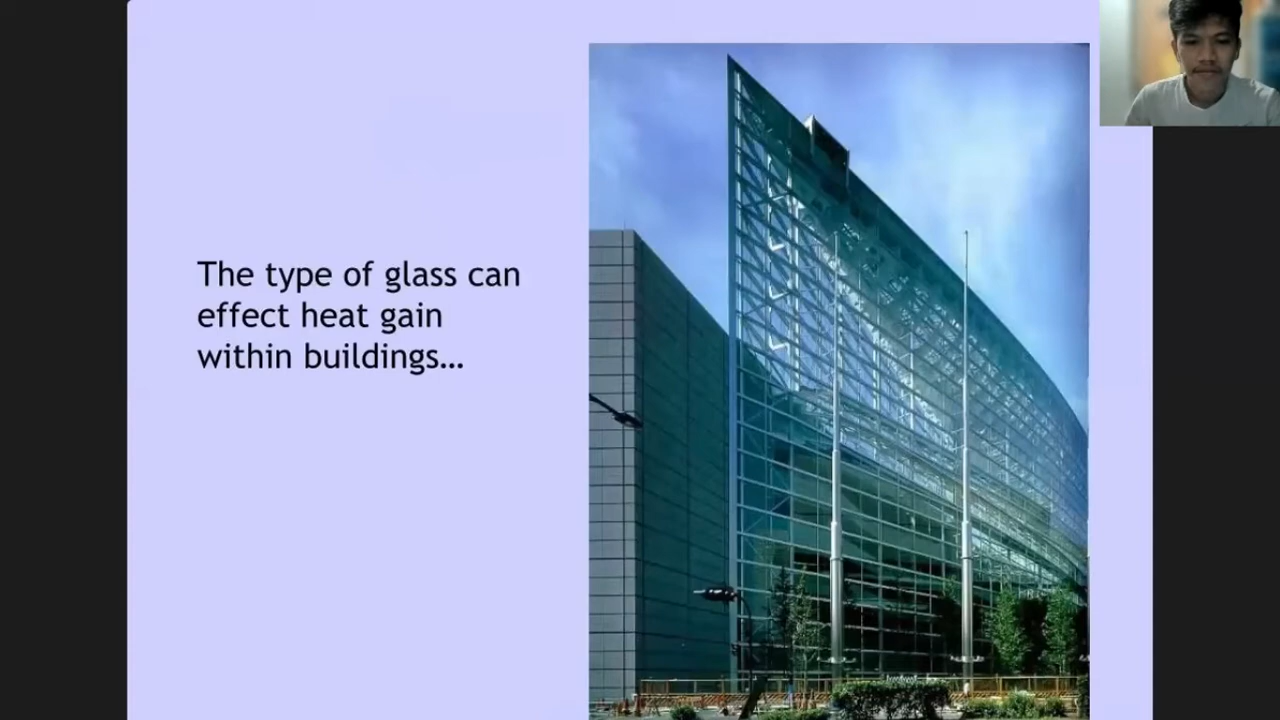 The type of glass can
effect heat gain
within buildings…